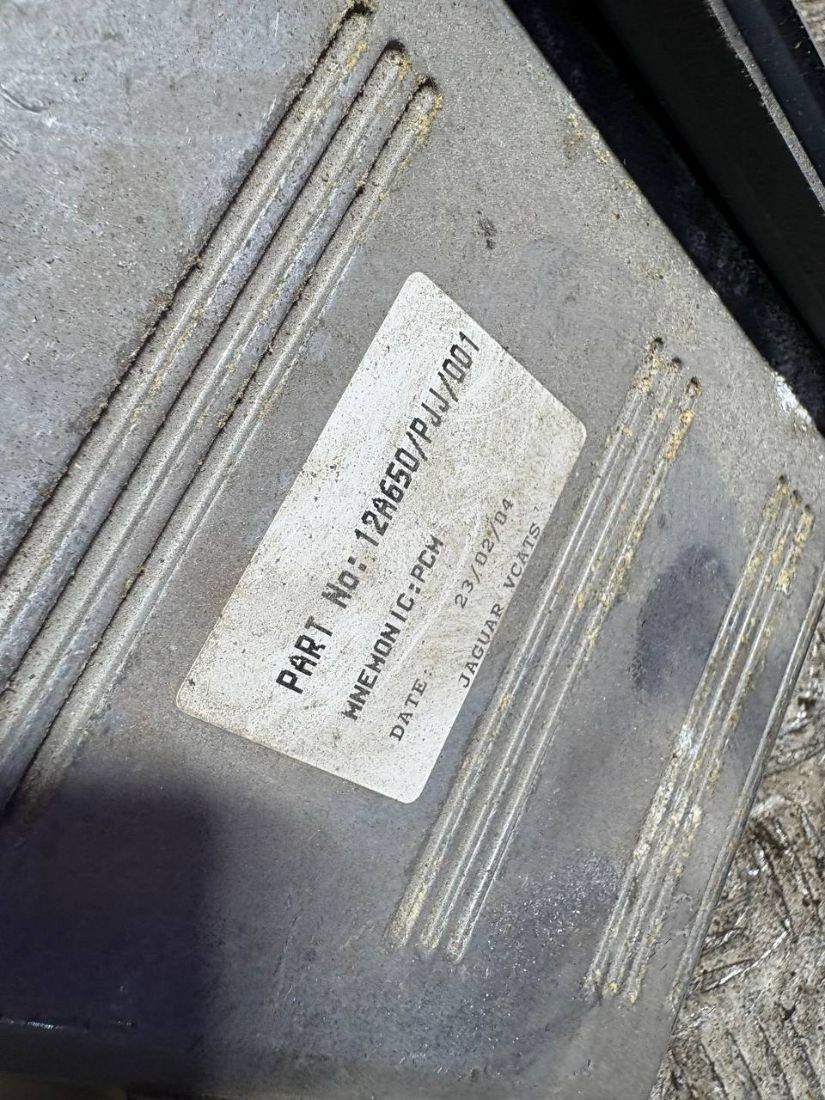 PART No: 12A650/PJJ/001
MNEMONIC:PCM
DATE: 23/02/04
JAGUAR VCATS